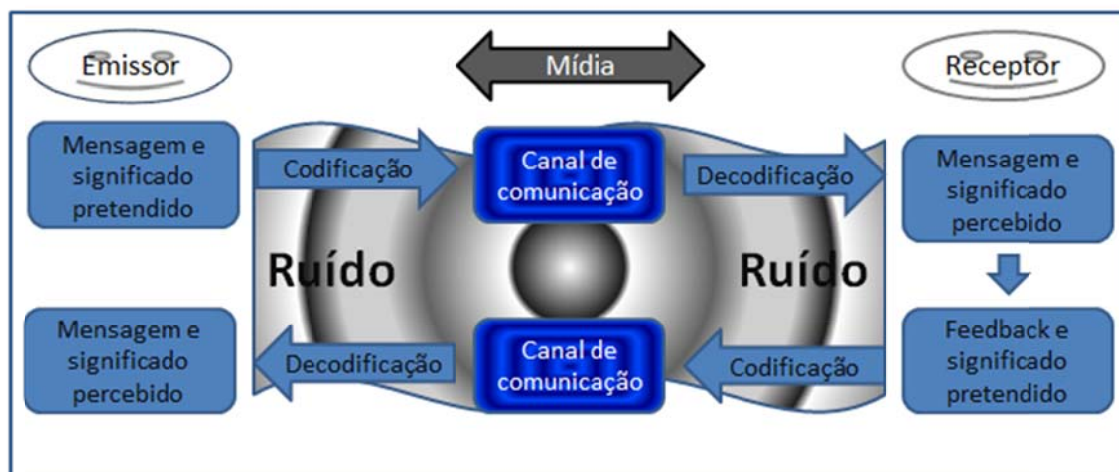 Emissor
Mídia
Receptor
Mensagem e
significado
pretendido
Codificação
Canal de
comunicação
Decodificação
Mensagem e
significado
percebido
Ruído
Ruído
Mensagem e
significado
percebido
Decodificação
Canal de
comunicação
Codificação
Feedback e
significado
pretendido